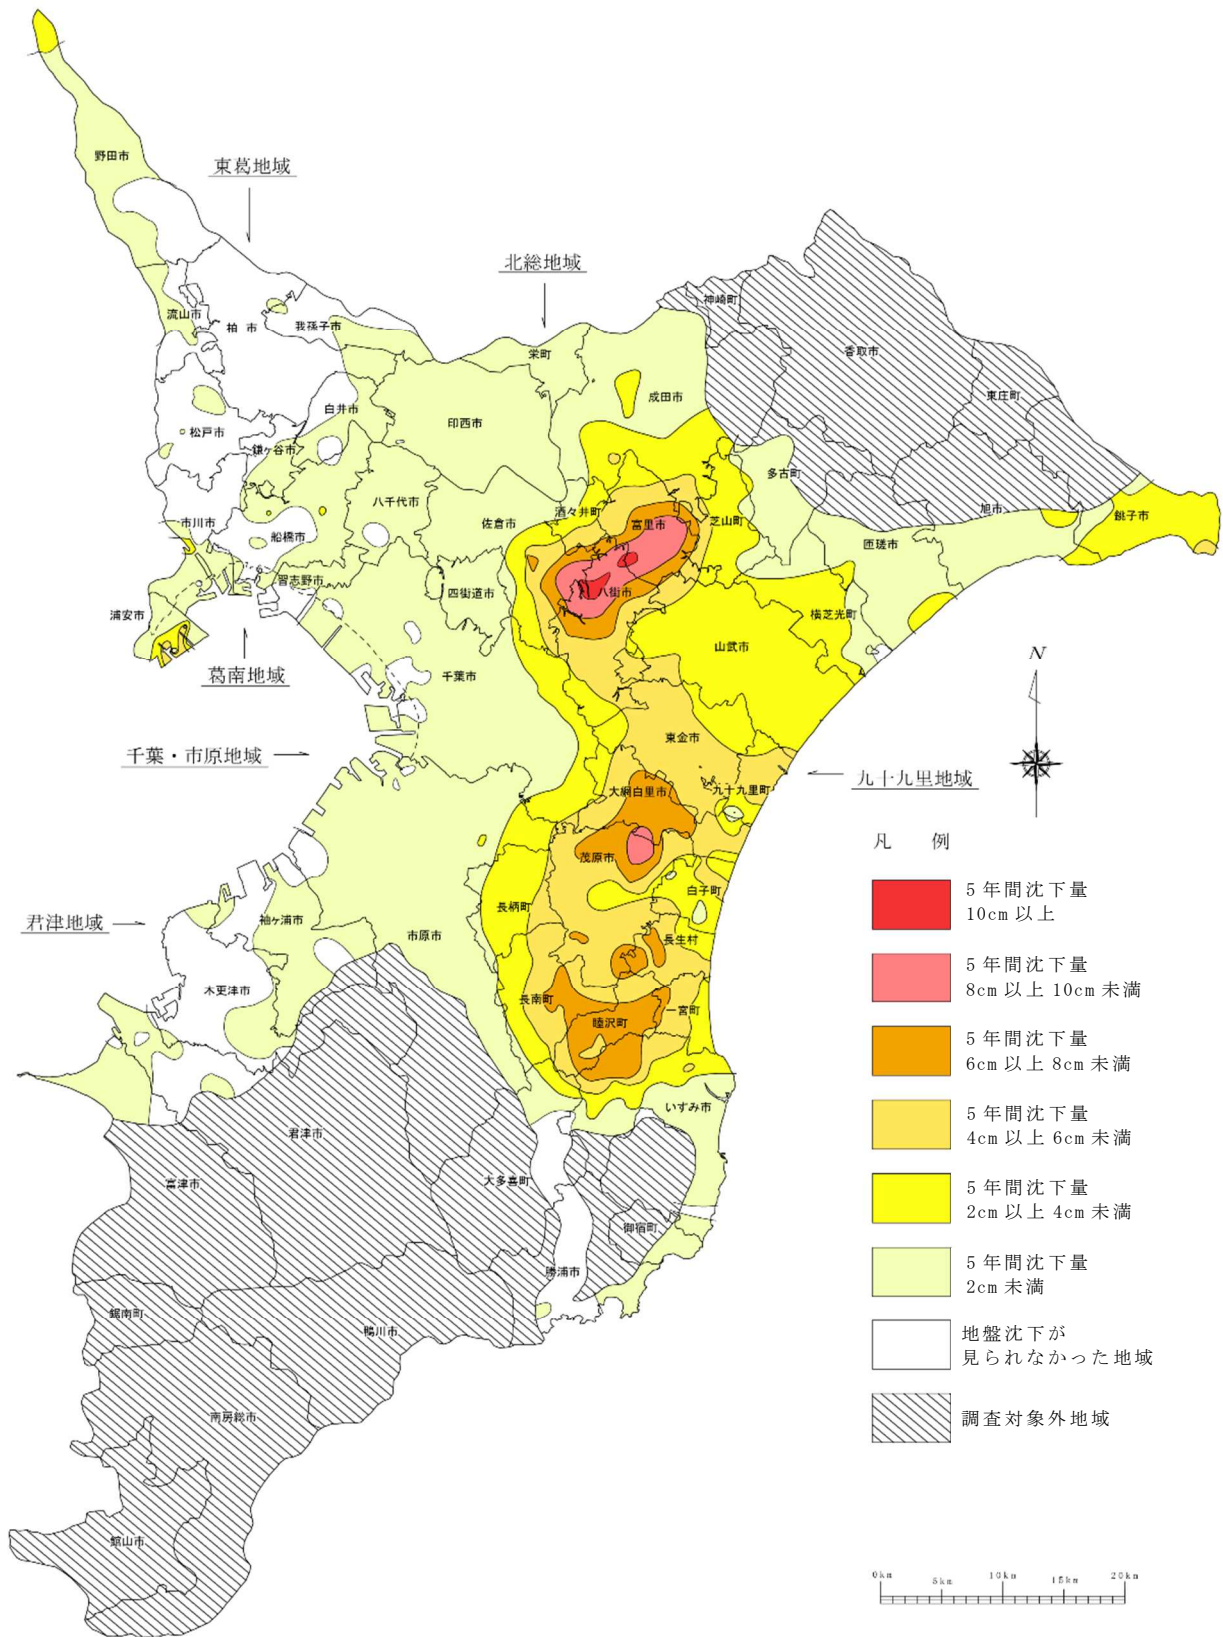 野田市
東葛地域
北総地域
神崎町
流山市
柏 市
我孫子市
香取市
栄町
東庄町
成田市
白井市
印西市
松戸市
鎌ケ谷市
多古町
八千代市
酒々井町
旭市
銚子市
市川市
佐倉市
富里市
芝山町
船橋市
匝瑳市
習志野市
四街道市
八街市
浦安市
横芝光町
山武市
葛南地域
千葉市
N
東金市
千葉・市原地域
九十九里地域
大網白里市
九十九里町
凡 例
茂原市
5年間沈下量
10cm以上
白子町
長柄町
君津地域
袖ケ浦市
市原市
長生村
5年間沈下量
8cm以上10cm未満
木更津市
長南町
一宮町
睦沢町
5年間沈下量
6cm以上8cm未満
いすみ市
5年間沈下量
4cm以上6cm未満
君津市
富津市
大多喜町
5年間沈下量
2cm以上4cm未満
御宿町
勝浦市
5年間沈下量
2cm未満
鋸南町
鴨川市
地盤沈下が
見られなかった地域
南房総市
調査対象外地域
館山市
0km 5km 10km 15km 20km